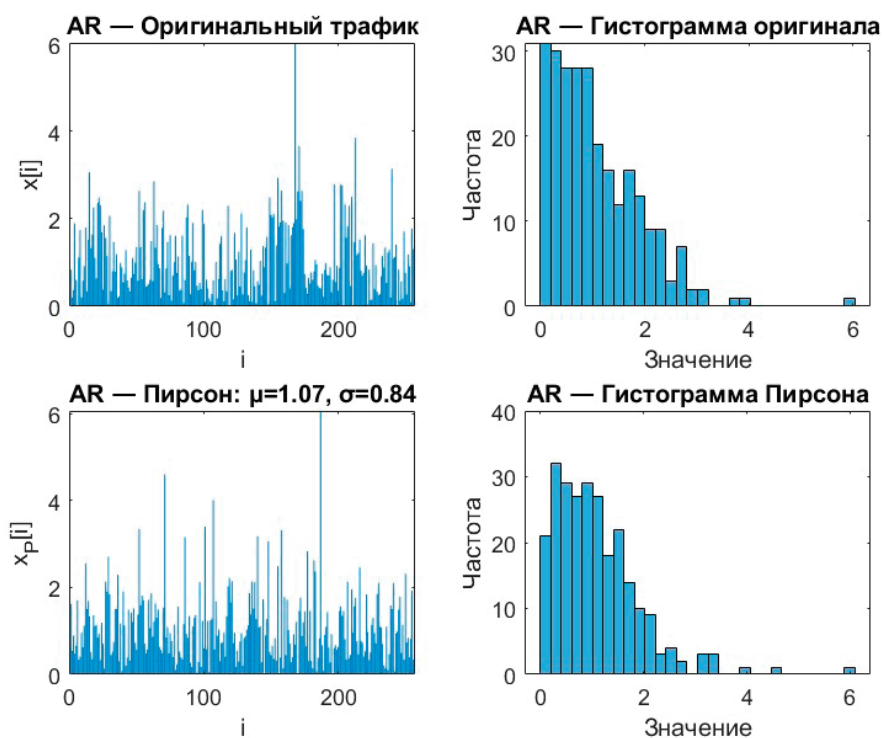 AR — Оригинальный трафик
6
4
2
0
x[i]
0 100 200
i
AR — Гистограмма оригинала
30
20
10
0
Частота
0 2 4 6
Значение
AR — Пирсон: μ=1.07, σ=0.84
6
4
2
0
xP[i]
0 100 200
i
AR — Гистограмма Пирсона
40
30
20
10
0
Частота
0 2 4 6
Значение